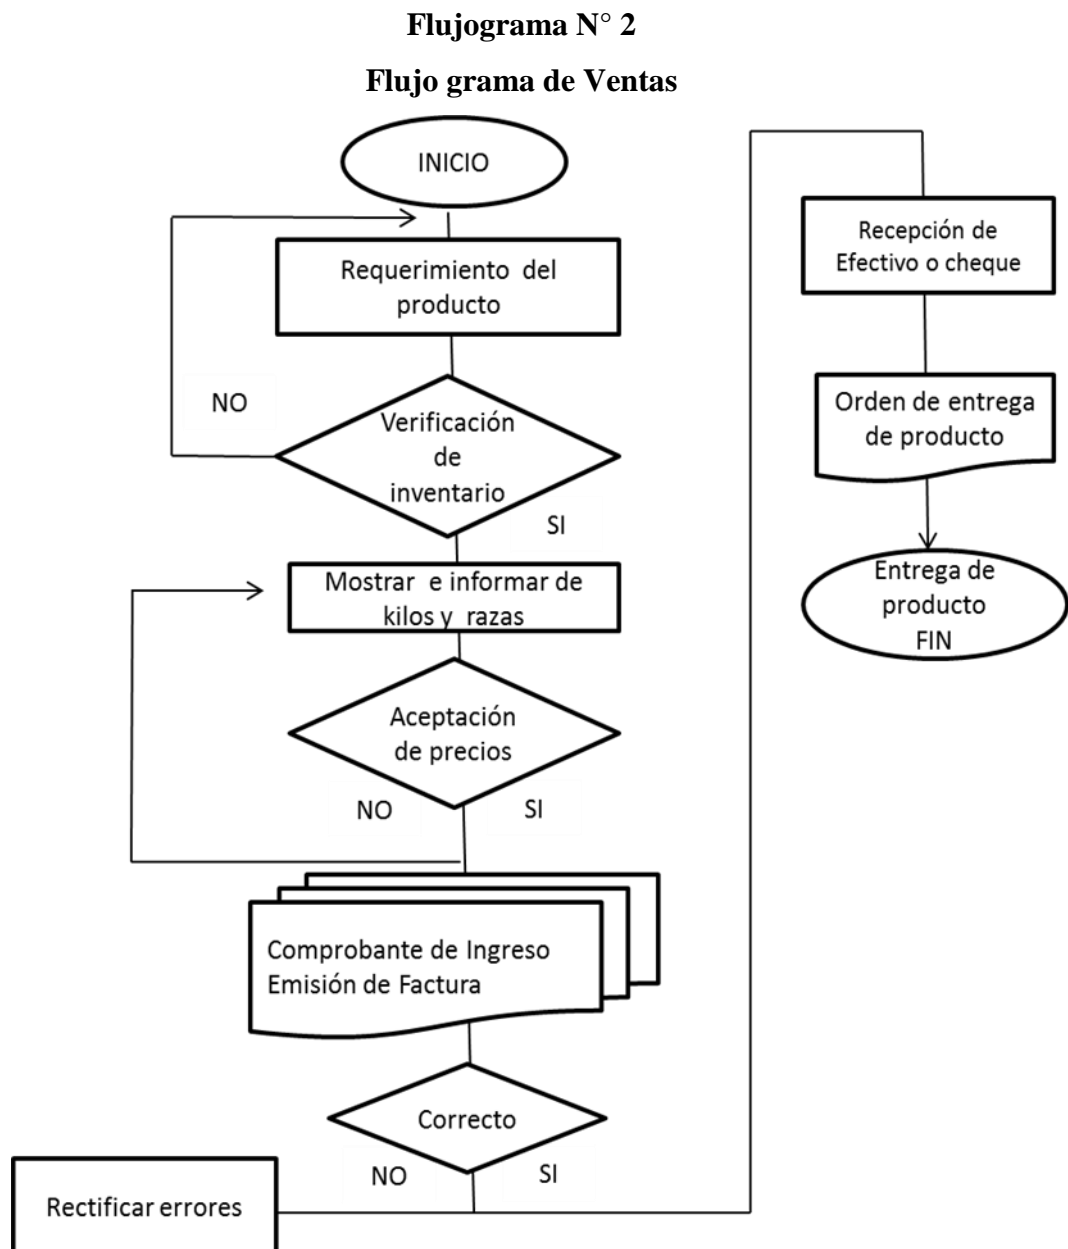 Flujograma N° 2
Flujo grama de Ventas
INICIO
Requerimiento del
producto
NO
Verificación
de
inventario
SI
Mostrar e informar de
kilos y razas
Aceptación
de precios
NO
SI
Comprobante de Ingreso
Emisión de Factura
Correcto
NO
SI
Rectificar errores
Recepción de
Efectivo o cheque
Orden de entrega
de producto
Entrega de
producto
FIN